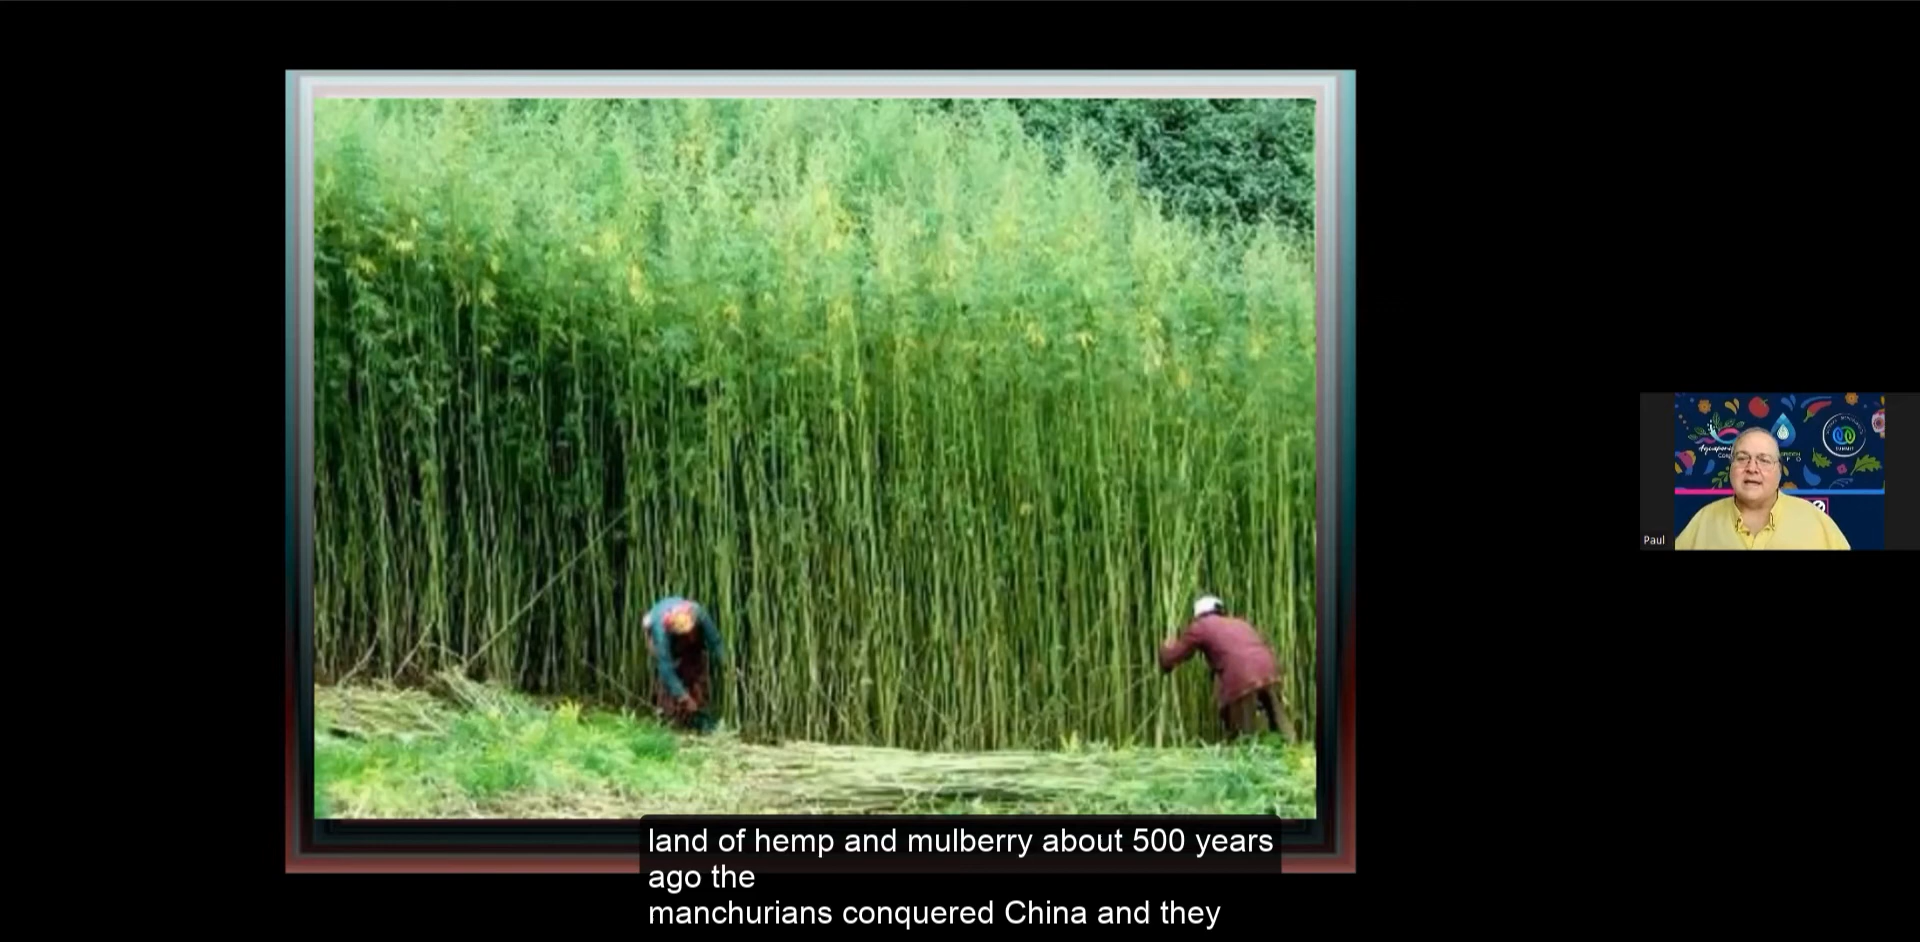 land of hemp and mulberry about 500 years
ago the
manchurians conquered China and they
Paul